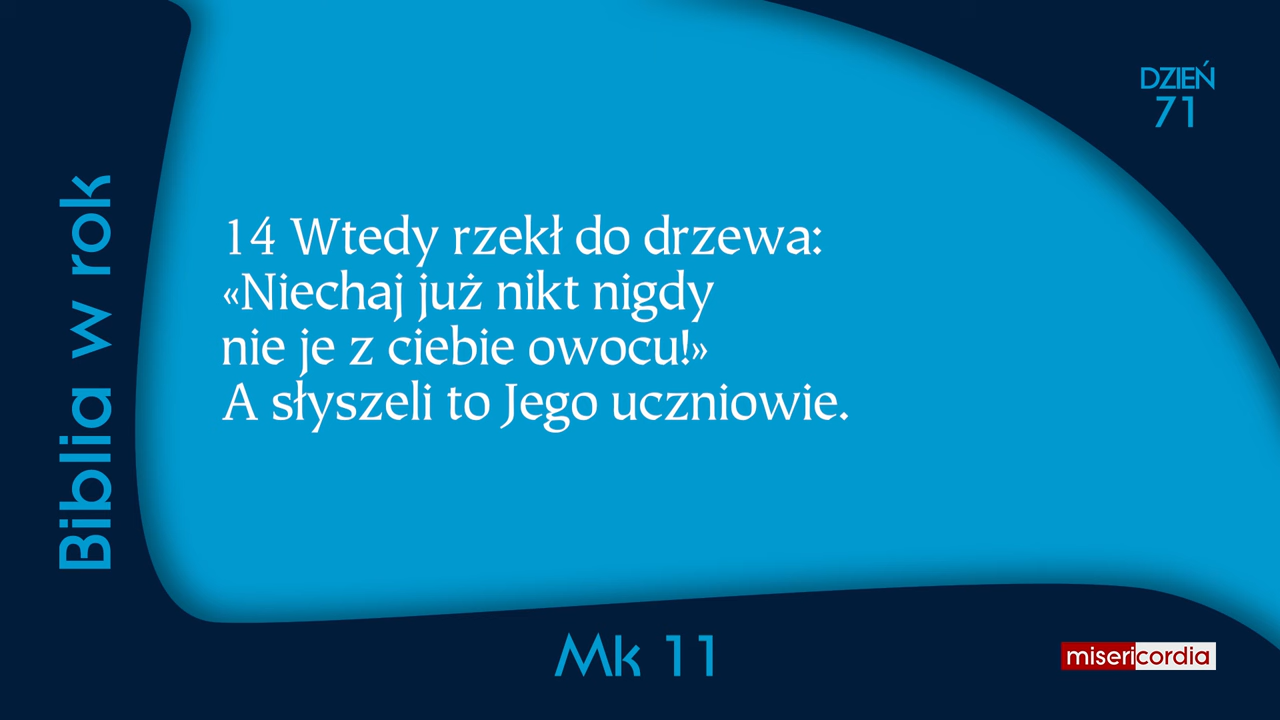 DZIEŃ
71
Biblia w rok
14 Wtedy rzekł do drzewa:
«Niechaj już nikt nigdy
nie je z ciebie owocu!»
A słyszeli to Jego uczniowie.
Mk 11
misericordia